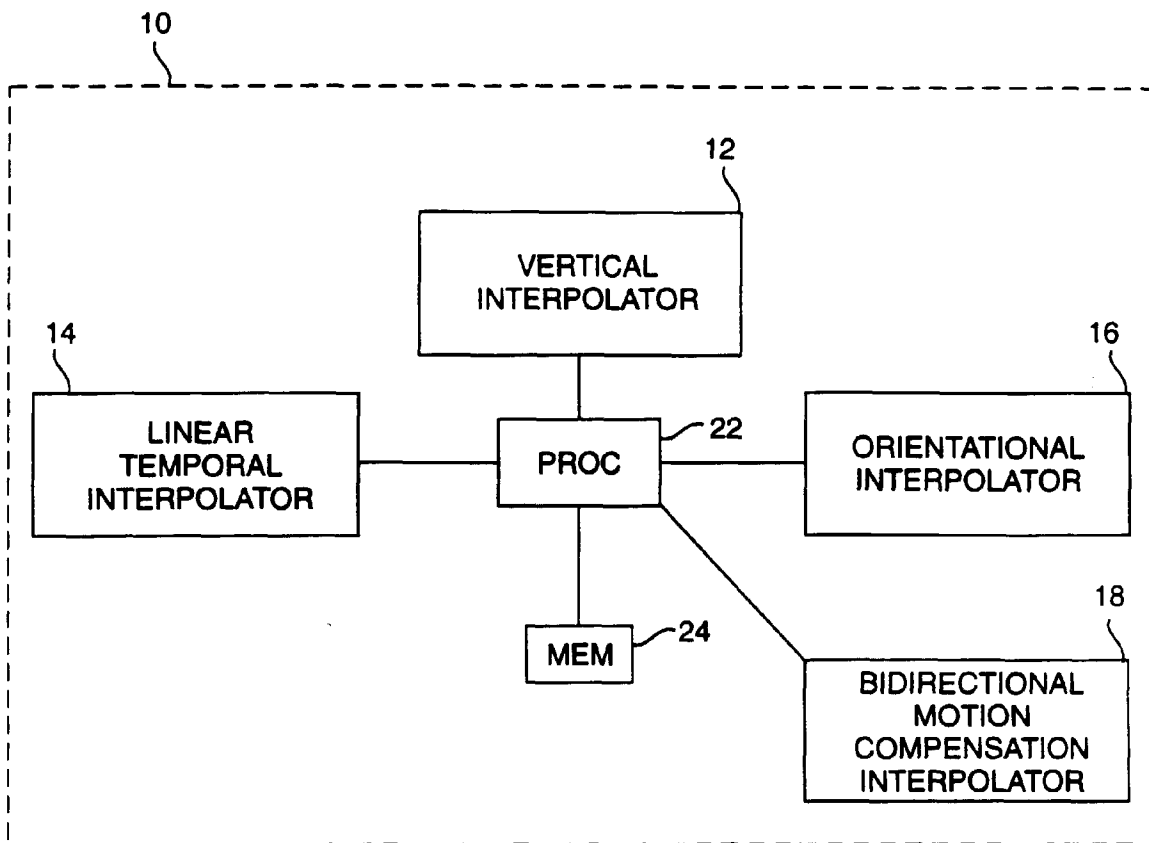 10
12
VERTICAL
INTERPOLATOR
14
LINEAR
TEMPORAL
INTERPOLATOR
22
PROC
16
ORIENTATIONAL
INTERPOLATOR
24
MEM
18
BIDIRECTIONAL
MOTION
COMPENSATION
INTERPOLATOR